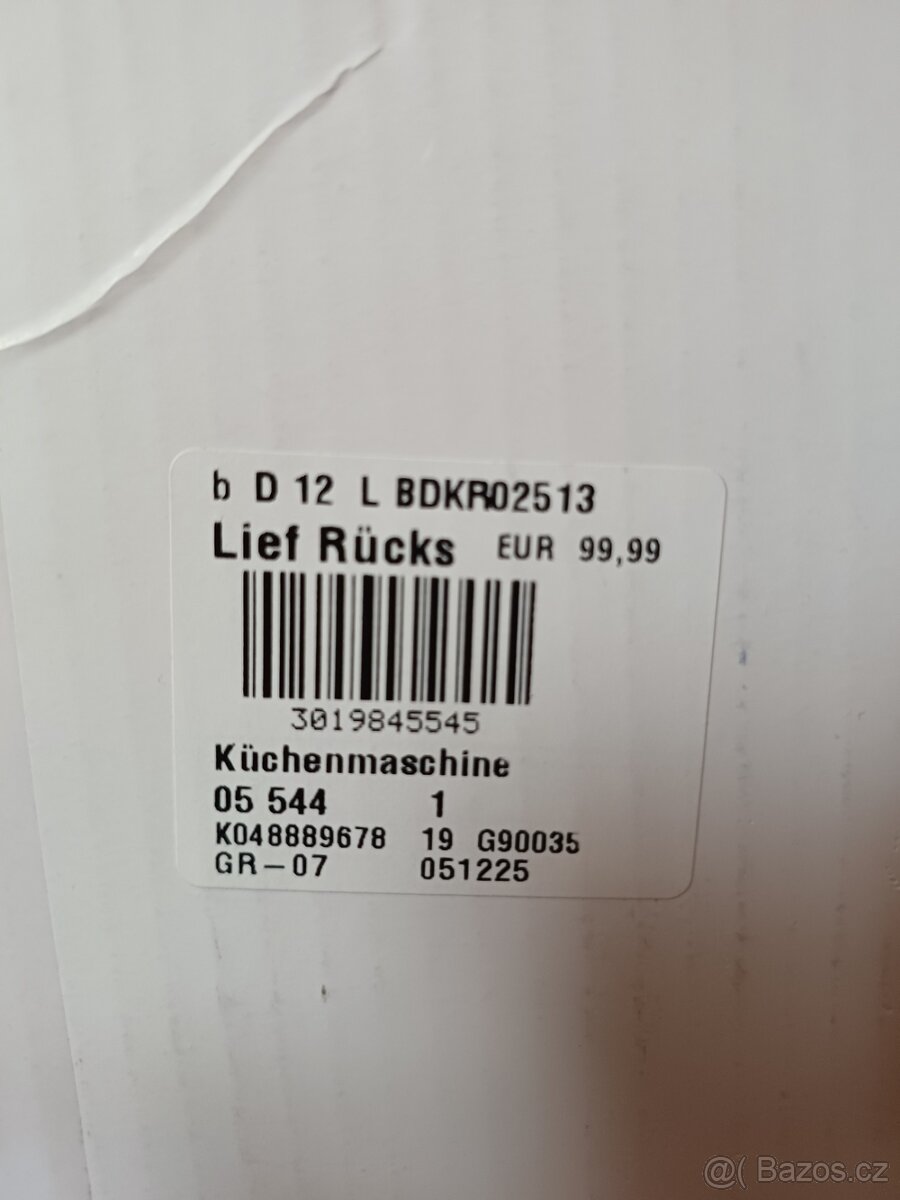 b D 12 L BDKR02513
Lief Rücks EUR 99,99
3019845545
Küchenmaschine
05 544 1
K048889678 19 G90035
GR-07 051225
@( Bazos.cz